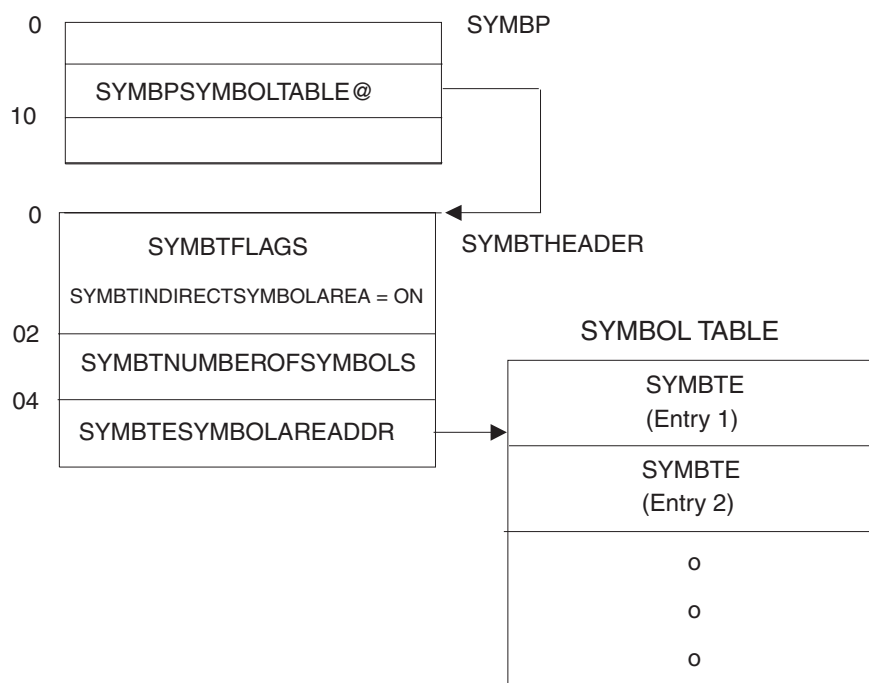 0
SYMBP
SYMBPSYMBOLTABLE@
10
0
SYMBTHEADER
SYMBTFLAGS
SYMBTINDIRECTSYMBOLAREA = ON
02
SYMBTNUMBEROFSYMBOLS
04
SYMBTESYMBOLAREADDR
SYMBOL TABLE
SYMBTE
(Entry 1)
SYMBTE
(Entry 2)
o
o
o